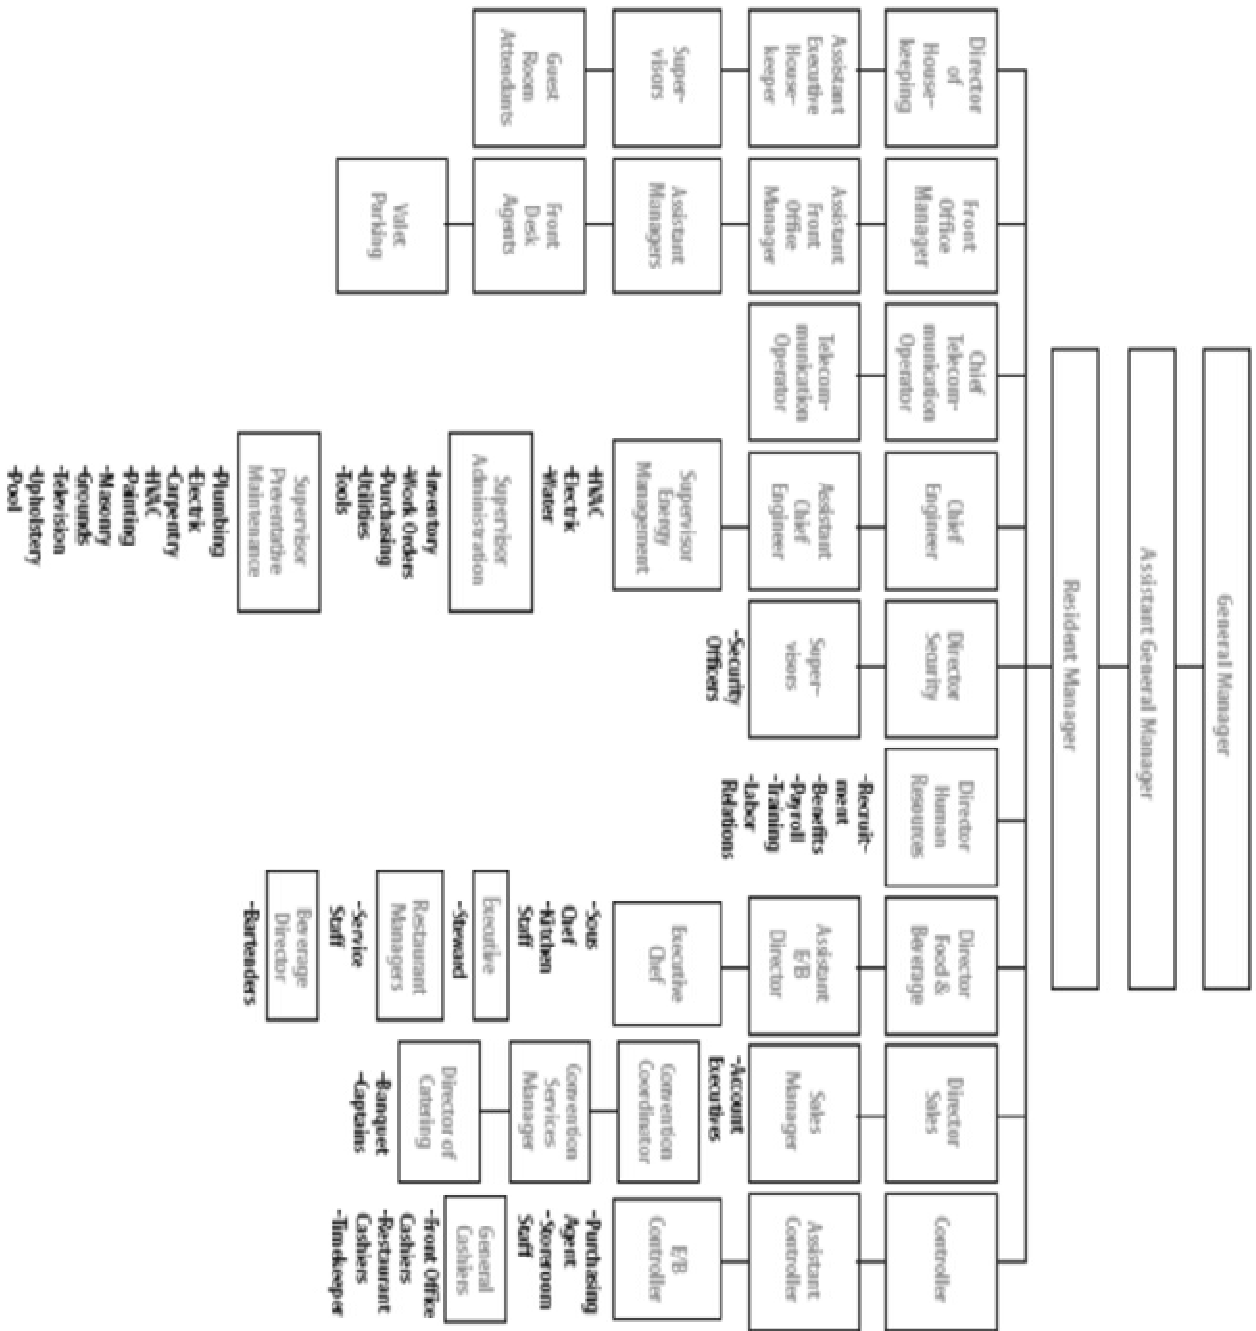 General Manager
Assistant General Manager
Resident Manager
Director
of
House-
keeping
Assistant
Executive
House-
keeper
Super-
visors
Guest
Room
Attendants
Front
Office
Manager
Assistant
Front
Office
Manager
Assistant
Managers
Front
Desk
Agents
Valet
Parking
Chief
Telecom-
munication
Operator
Telecom-
munication
Operator
Chief
Engineer
Assistant
Chief
Engineer
Supervisor
Energy
Management
-HVAC
-Electric
-Water
Supervisor
Administration
-Inventory
-Work Orders
-Purchasing
-Utilities
-Tools
Supervisor
Preventative
Maintenance
-Plumbing
-Electric
-Carpentry
-HVAC
-Painting
-Masonry
-Grounds
-Television
-Upholstery
-Pool
Director
Security
Super-
visors
-Security
Officers
Director
Human
Resources
-Recruit-
ment
-Benefits
-Payroll
-Training
-Labor
Relations
Director
Food &
Beverage
Assistant
F/B
Director
Executive
Chef
-Sous
Chef
-Kitchen
Staff
Executive
-Steward
Restaurant
Managers
-Service
Staff
Beverage
Director
-Bartenders
Director
Sales
Sales
Manager
-Account
Executives
Convention
Coordinator
Convention
Services
Manager
Director of
Catering
-Banquet
-Captains
Controller
Assistant
Controller
F/B
Controller
-Purchasing
Agent
-Storeroom
Staff
General
Cashiers
-Front Office
Cashiers
-Restaurant
Cashiers
-Timekeeper